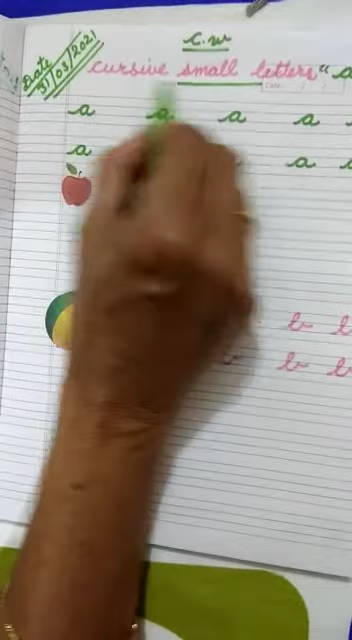 C.W
Date
31/03/2021
cursive small letters "a
a a a a
a a
b b
b b